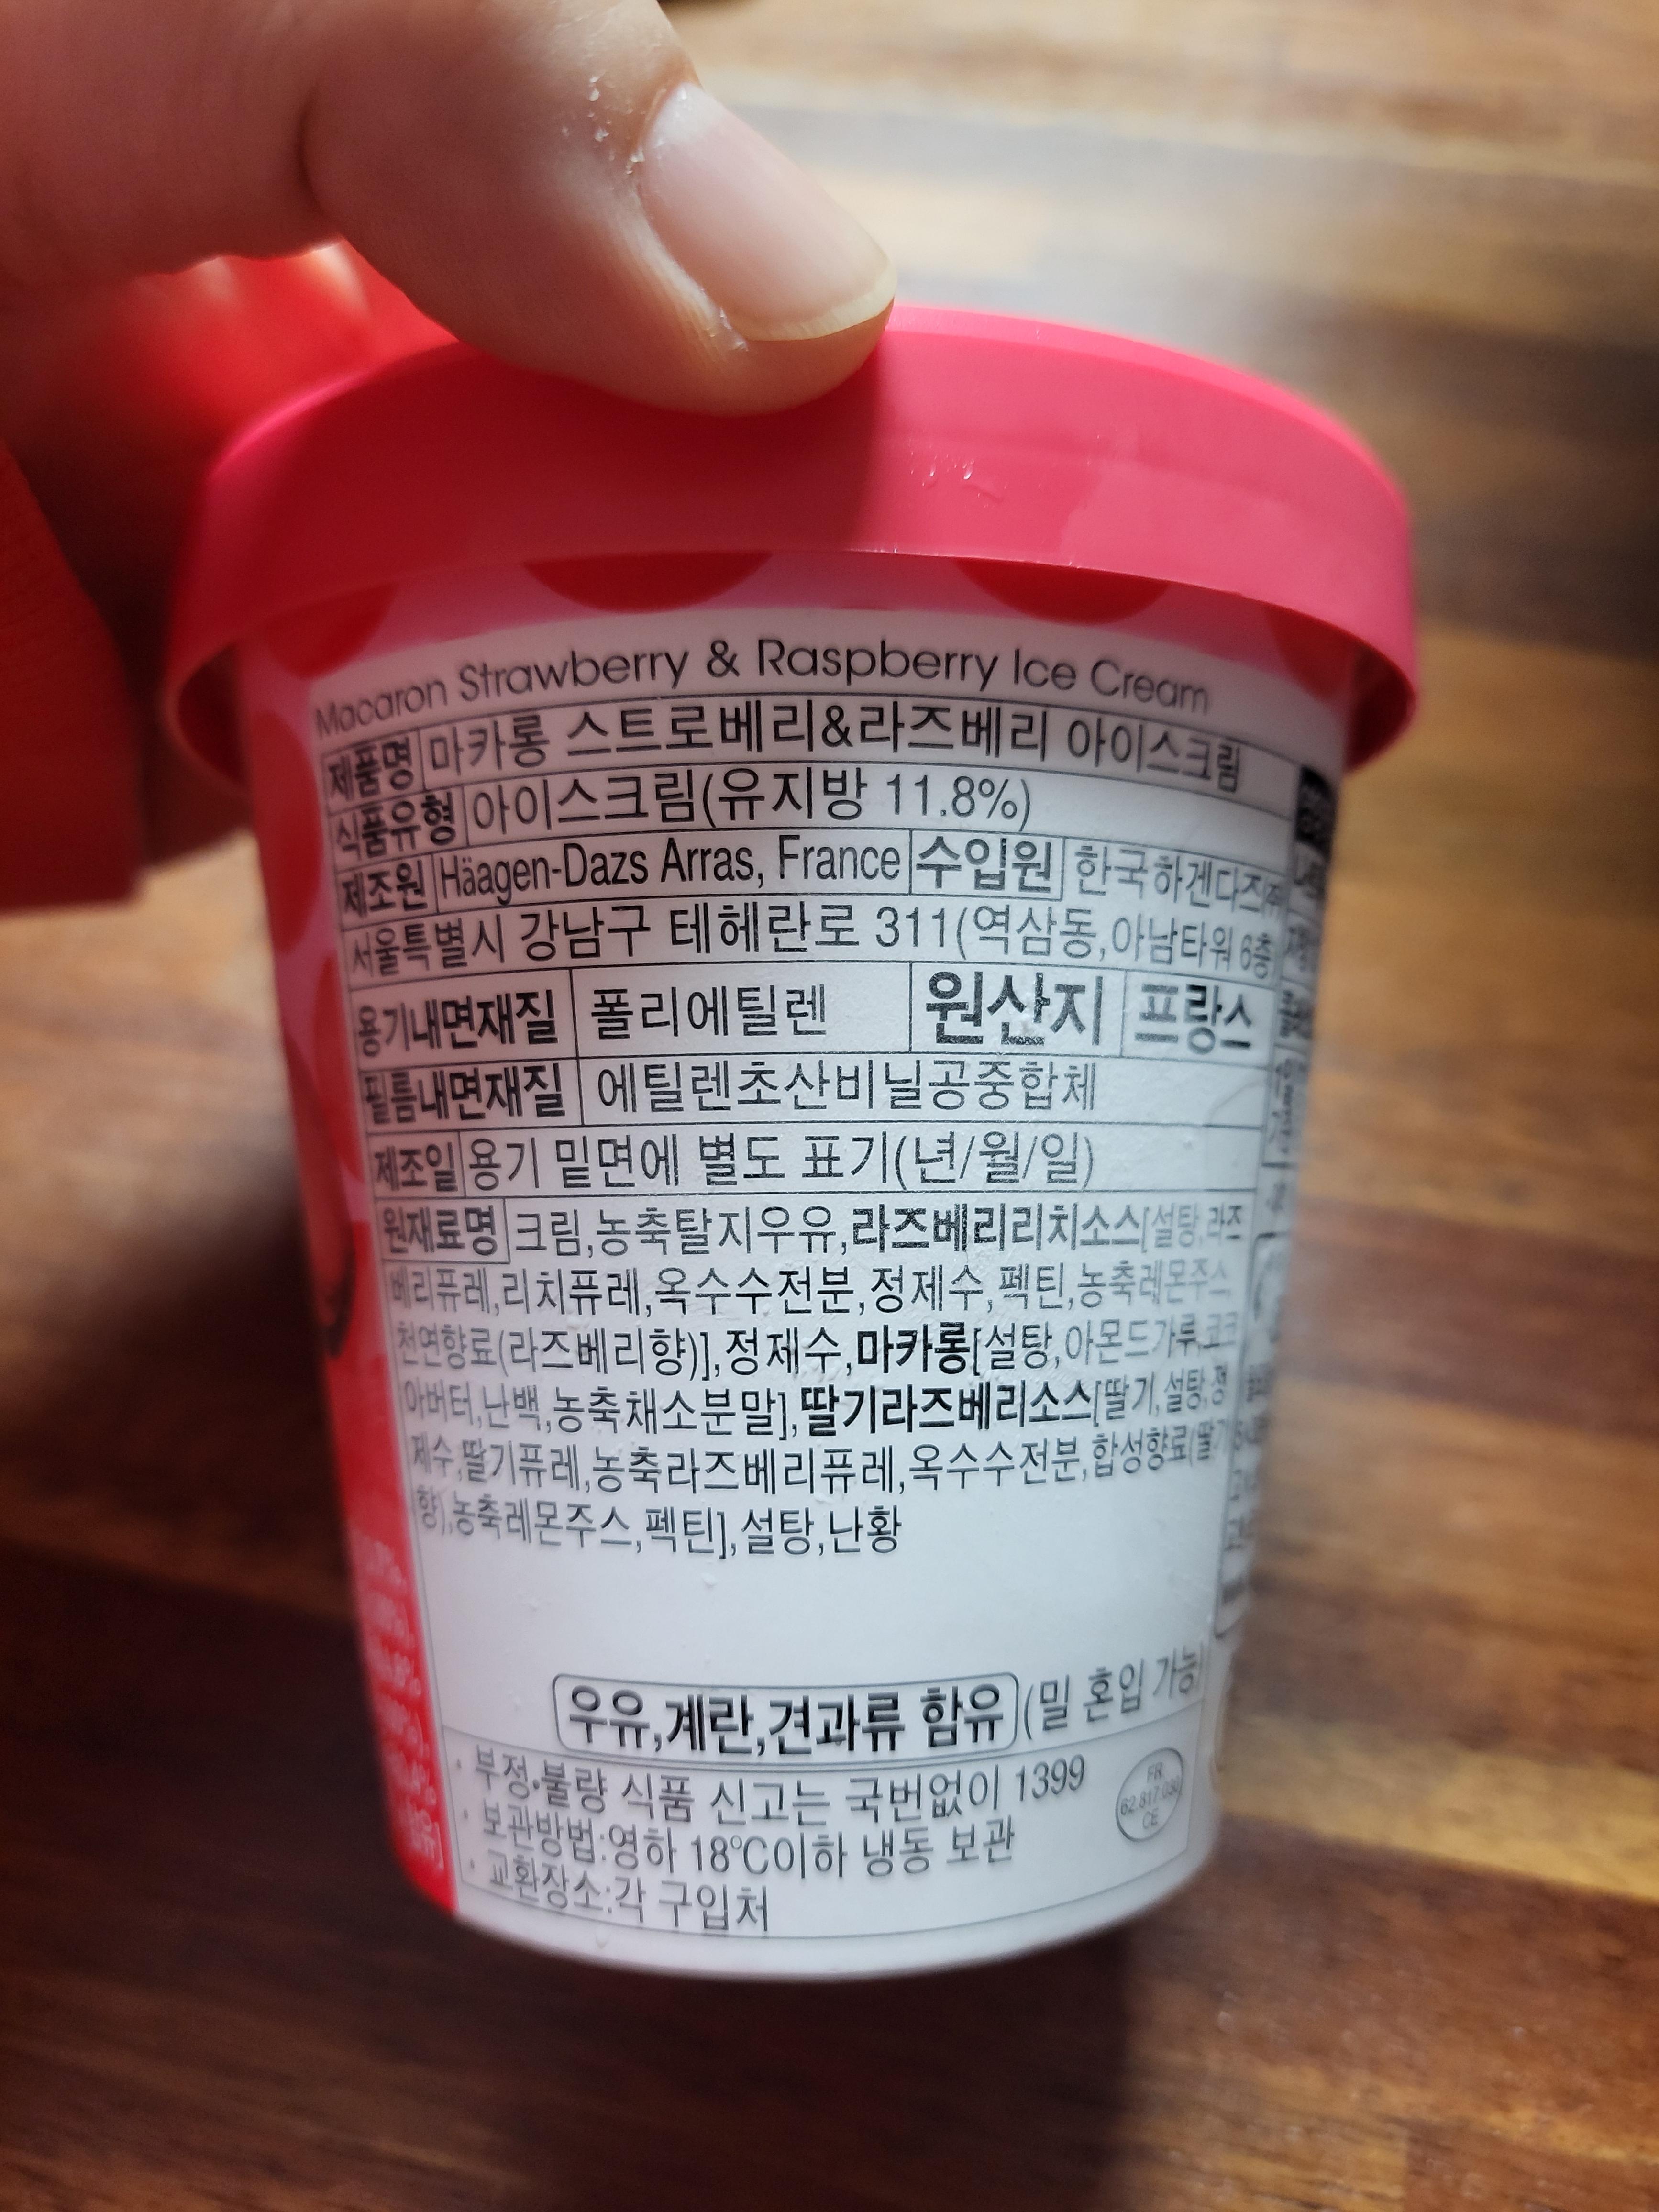 Macaron Strawberry & Raspberry Ice Cream
제품명 마카롱 스트로베리&라즈베리 아이스크림
식품유형 아이스크림(유지방 11.8%)
제조원 Häagen-Dazs Arras, France 수입원 한국하겐다즈㈜
서울특별시 강남구 테헤란로 311(역삼동,아남타워 6층
용기내면재질 폴리에틸렌 원산지 프랑스
필름내면재질 에틸렌초산비닐공중합체
제조일 용기 밑면에 별도 표기(년/월/일)
원재료명 크림,농축탈지우유,라즈베리리치소스[설탕,라즈
베리퓨레,리치퓨레,옥수수전분,정제수,펙틴,농축레몬주스,
천연향료(라즈베리향)],정제수,마카롱[설탕,아몬드가루,코코
아버터,난백,농축채소분말],딸기라즈베리소스[딸기,설탕,정
제수,딸기퓨레,농축라즈베리퓨레,옥수수전분,합성향료(딸기
향),농축레몬주스,펙틴],설탕,난황
우유,계란,견과류 함유 (밀 혼입 가능)
· 부정•불량 식품 신고는 국번없이 1399
· 보관방법:영하 18℃이하 냉동 보관
· 교환장소:각 구입처
FR
CE